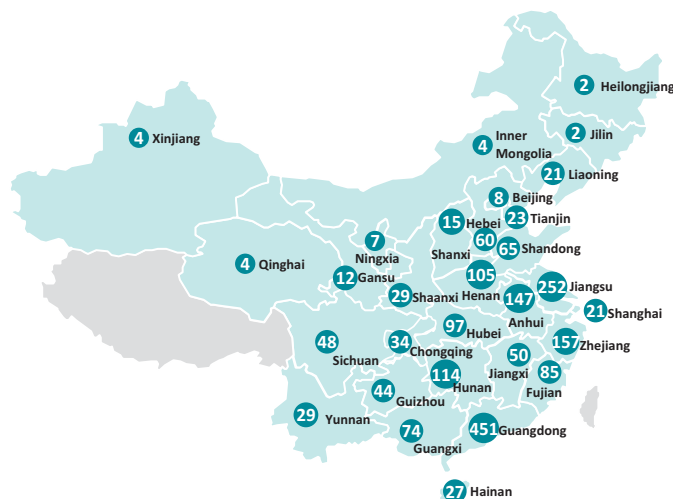 2 Heilongjiang
4 Xinjiang
2 Jilin
4 Inner
Mongolia
21 Liaoning
8 Beijing
15 Hebei
23 Tianjin
7
Ningxia
60
Shanxi
65 Shandong
4 Qinghai
12 Gansu
105
Henan
29 Shaanxi
252 Jiangsu
147
Anhui
21 Shanghai
97 Hubei
48
Sichuan
34
Chongqing
157 Zhejiang
50
Jiangxi
114
Hunan
85
Fujian
44
Guizhou
29 Yunnan
74
Guangxi
451 Guangdong
27 Hainan